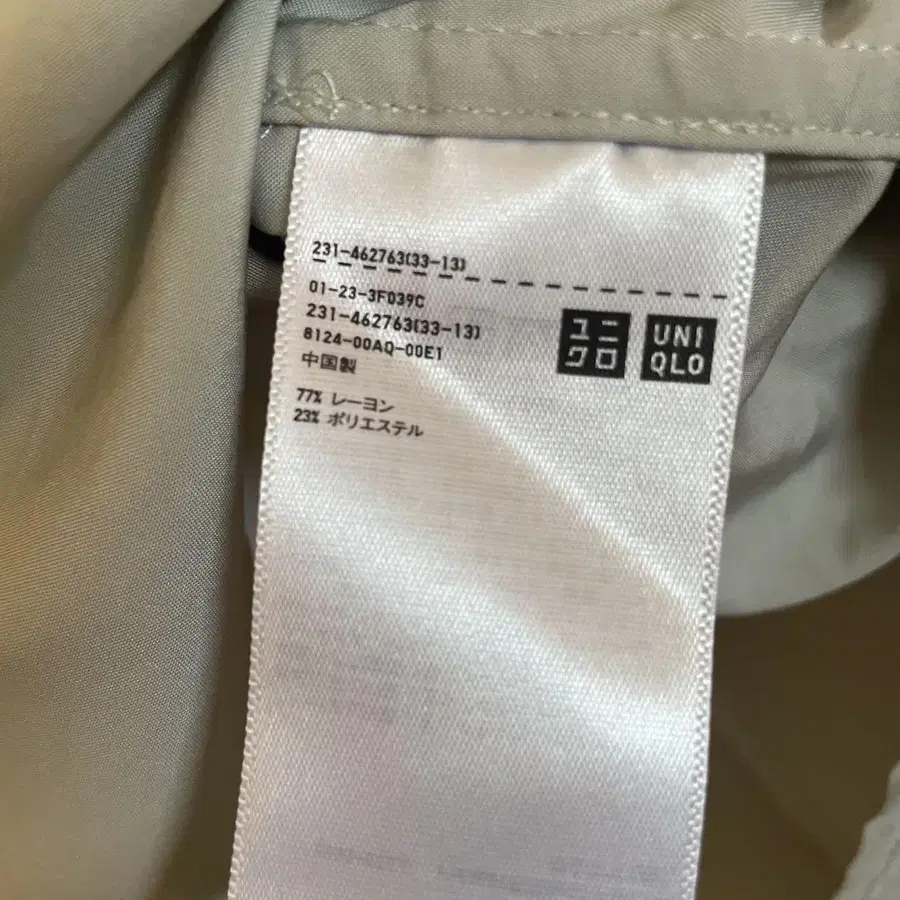 231-462763(33-13)
01-23-3F039C
231-462763(33-13)
8124-00AQ-00E1
中国製
77% レーヨン
23% ポリエステル
ユニ
クロ
UNI
QLO